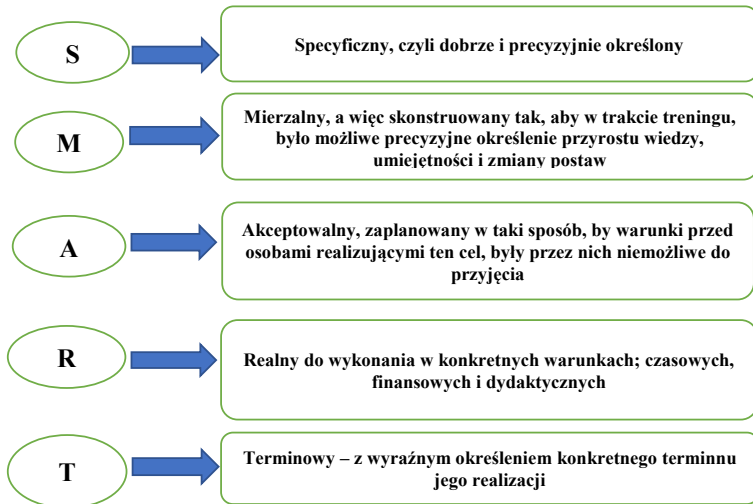 S
Specyficzny, czyli dobrze i precyzyjnie określony
M
Mierzalny, a więc skonstruowany tak, aby w trakcie treningu,
było możliwe precyzyjne określenie przyrostu wiedzy,
umiejętności i zmiany postaw
A
Akceptowalny, zaplanowany w taki sposób, by warunki przed
osobami realizującymi ten cel, były przez nich niemożliwe do
przyjęcia
R
Realny do wykonania w konkretnych warunkach; czasowych,
finansowych i dydaktycznych
T
Terminowy – z wyraźnym określeniem konkretnego terminnu
jego realizacji